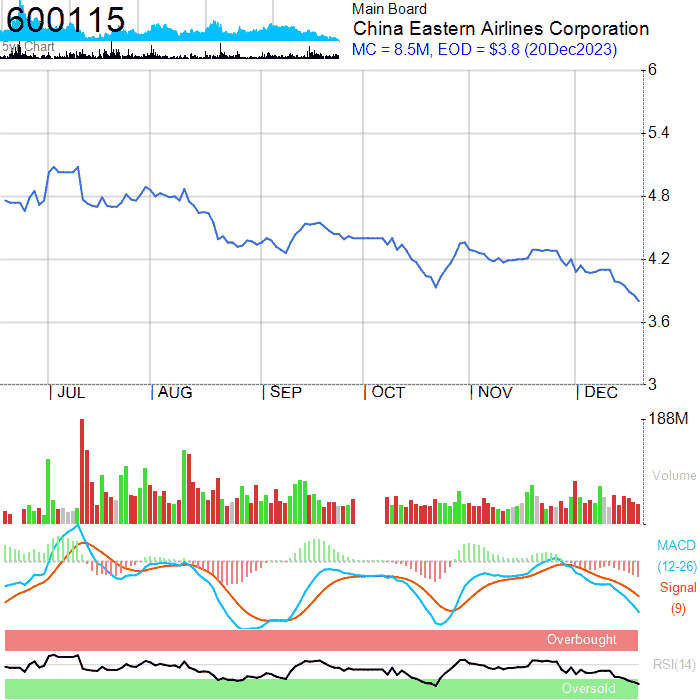 600115
5yr Chart
Main Board
China Eastern Airlines Corporation
MC = 8.5M, EOD = $3.8 (20Dec2023)
6
5.4
4.8
4.2
3.6
3
JUL AUG SEP OCT NOV DEC
188M
Volume
MACD
(12-26)
Signal
(9)
Overbought
RSI(14)
Oversold